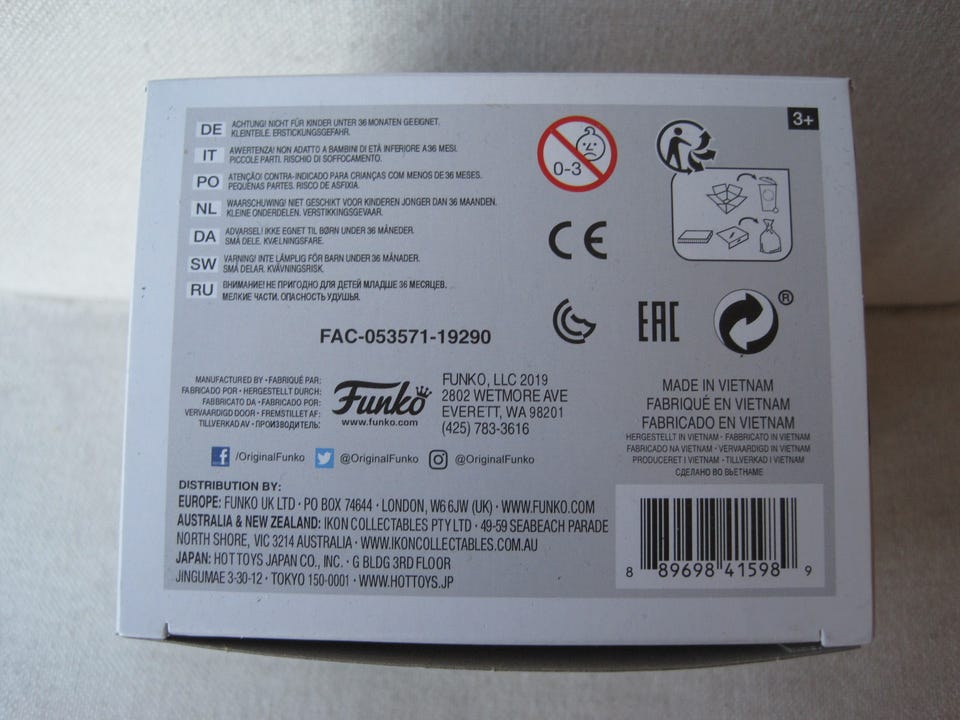 DE ACHTUNG! NICHT FÜR KINDER UNTER 36 MONATEN GEEIGNET.
KLEINTEILE. ERSTICKUNGSGEFAHR.
IT AWERTENZA! NON ADATTO A BAMBINI DI ETÀ INFERIORE A 36 MESI.
PICCOLE PARTI. RISCHIO DI SOFFOCAMENTO.
PO ATENÇÃO! CONTRA-INDICADO PARA CRIANÇAS COM MENOS DE 36 MESES.
PEQUENAS PARTES. RISCO DE ASFIXIA.
NL WAARSCHUWING! NIET GESCHIKT VOOR KINDEREN JONGER DAN 36 MAANDEN.
KLEINE ONDERDELEN. VERSTIKKINGSGEVAAR.
DA ADVARSEL! IKKE EGNET TIL BØRN UNDER 36 MÅNEDER.
SMÅ DELE. KVÆLNINGSFARE.
SW VARNING! INTE LÄMPLIG FÖR BARN UNDER 36 MÅNADER.
SMÅ DELAR. KVÄVNINGSRISK.
RU ВНИМАНИЕ! НЕ ПРИГОДНО ДЛЯ ДЕТЕЙ МЛАДШЕ 36 МЕСЯЦЕВ.
МЕЛКИЕ ЧАСТИ. ОПАСНОСТЬ УДУШЬЯ.
0-3
3+
CE
EAC
®
FAC-053571-19290
MANUFACTURED BY • FABRIQUÉ PAR:
FABRICADO POR • HERGESTELLT DURCH:
FABBRICATO DA • FABRICADO POR:
VERVAARDIGD DOOR • FREMSTILLET AF:
TILLVERKAD AV • ПРОИЗВОДИТЕЛЬ:
Funko
www.funko.com
FUNKO, LLC 2019
2802 WETMORE AVE
EVERETT, WA 98201
(425) 783-3616
MADE IN VIETNAM
FABRIQUÉ EN VIETNAM
FABRICADO EN VIETNAM
HERGESTELLT IN VIETNAM • FABBRICATO IN VIETNAM
FABRICADO NA VIETNAM • VERVAARDIGD IN VIETNAM
PRODUCERET I VIETNAM • TILLVERKAD I VIETNAM
СДЕЛАНО ВО ВЬЕТНАМЕ
/OriginalFunko @OriginalFunko @OriginalFunko
DISTRIBUTION BY:
EUROPE: FUNKO UK LTD • PO BOX 74644 • LONDON, W6 6JW (UK) • WWW.FUNKO.COM
AUSTRALIA & NEW ZEALAND: IKON COLLECTABLES PTY LTD • 49-59 SEABEACH PARADE
NORTH SHORE, VIC 3214 AUSTRALIA • WWW.IKONCOLLECTABLES.COM.AU
JAPAN: HOT TOYS JAPAN CO., INC. • G BLDG 3RD FLOOR
JINGUMAE 3-30-12 • TOKYO 150-0001 • WWW.HOTTOYS.JP
8 89698 41598 9